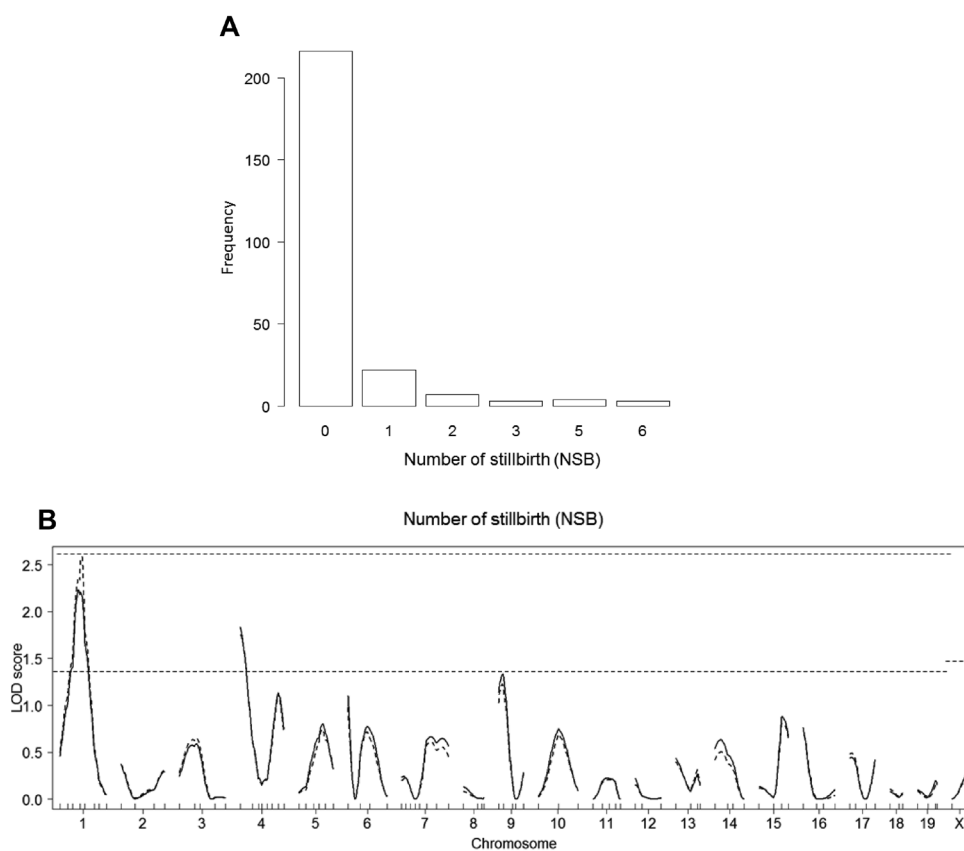 A
200
150
100
50
0
Frequency
0 1 2 3 5 6
Number of stillbirth (NSB)
B
Number of stillbirth (NSB)
2.5
2.0
1.5
1.0
0.5
0.0
LOD score
1 2 3 4 5 6 7 8 9 10 11 12 13 14 15 16 17 18 19 X
Chromosome